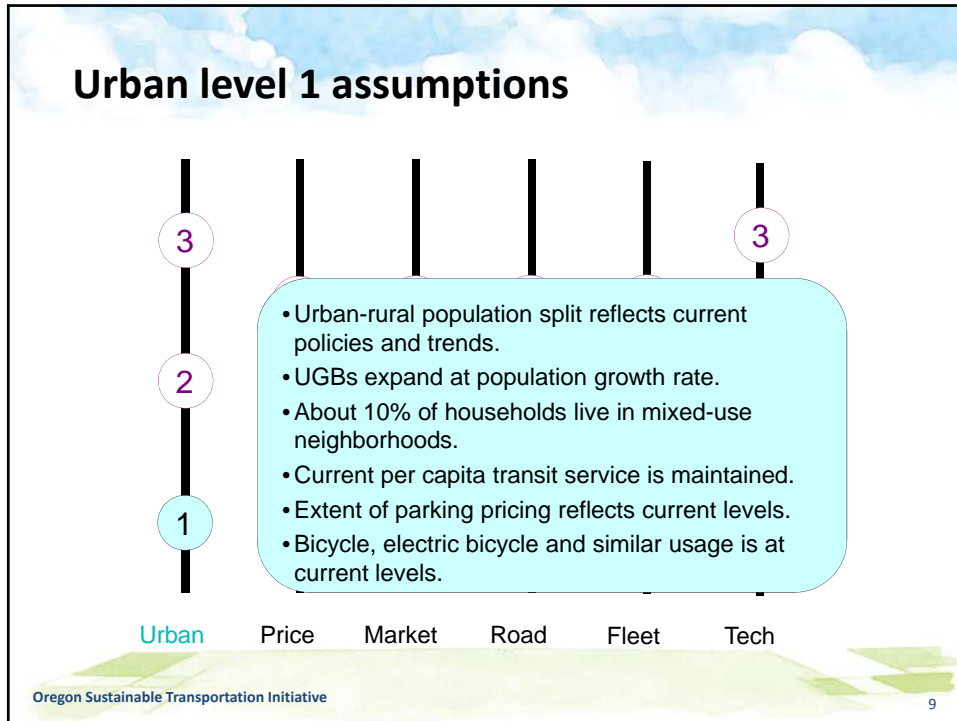 Urban level 1 assumptions
3
3
2
1
• Urban-rural population split reflects current
policies and trends.
• UGBs expand at population growth rate.
• About 10% of households live in mixed-use
neighborhoods.
• Current per capita transit service is maintained.
• Extent of parking pricing reflects current levels.
• Bicycle, electric bicycle and similar usage is at
current levels.
Urban Price Market Road Fleet Tech
Oregon Sustainable Transportation Initiative
9